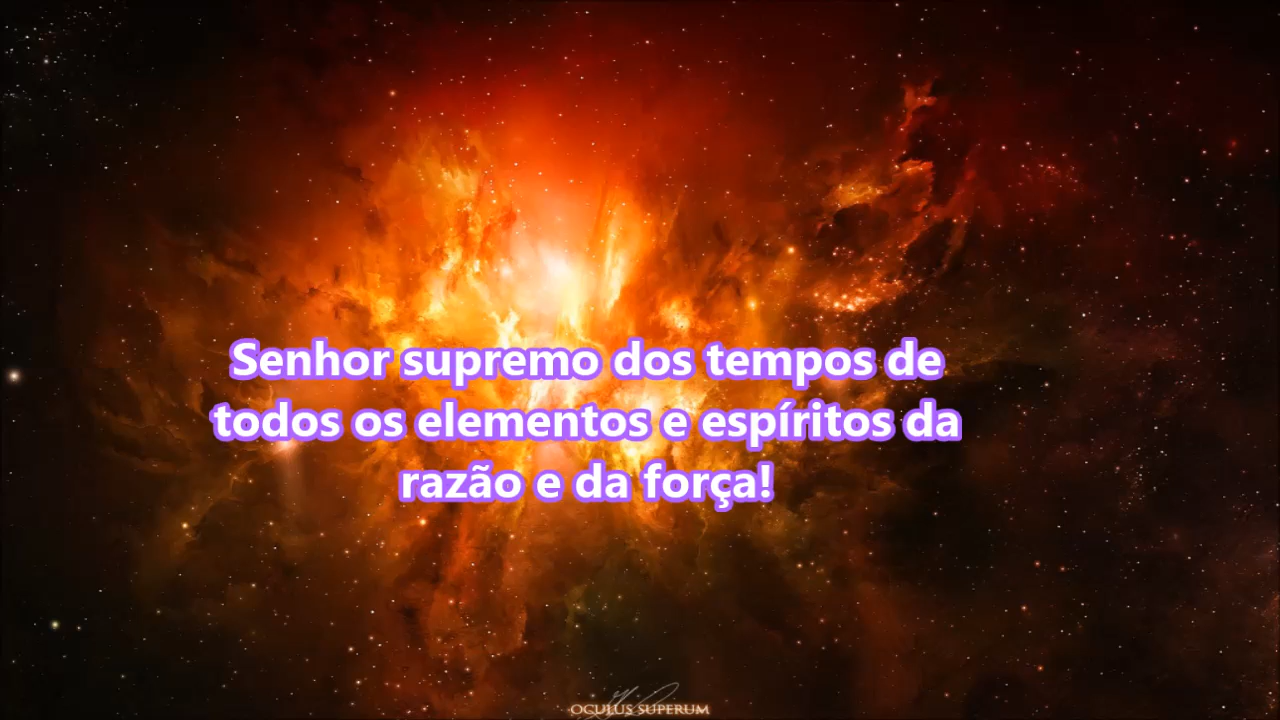 Senhor supremo dos tempos de
todos os elementos e espíritos da
razão e da força!
OCULUS SUPERUM